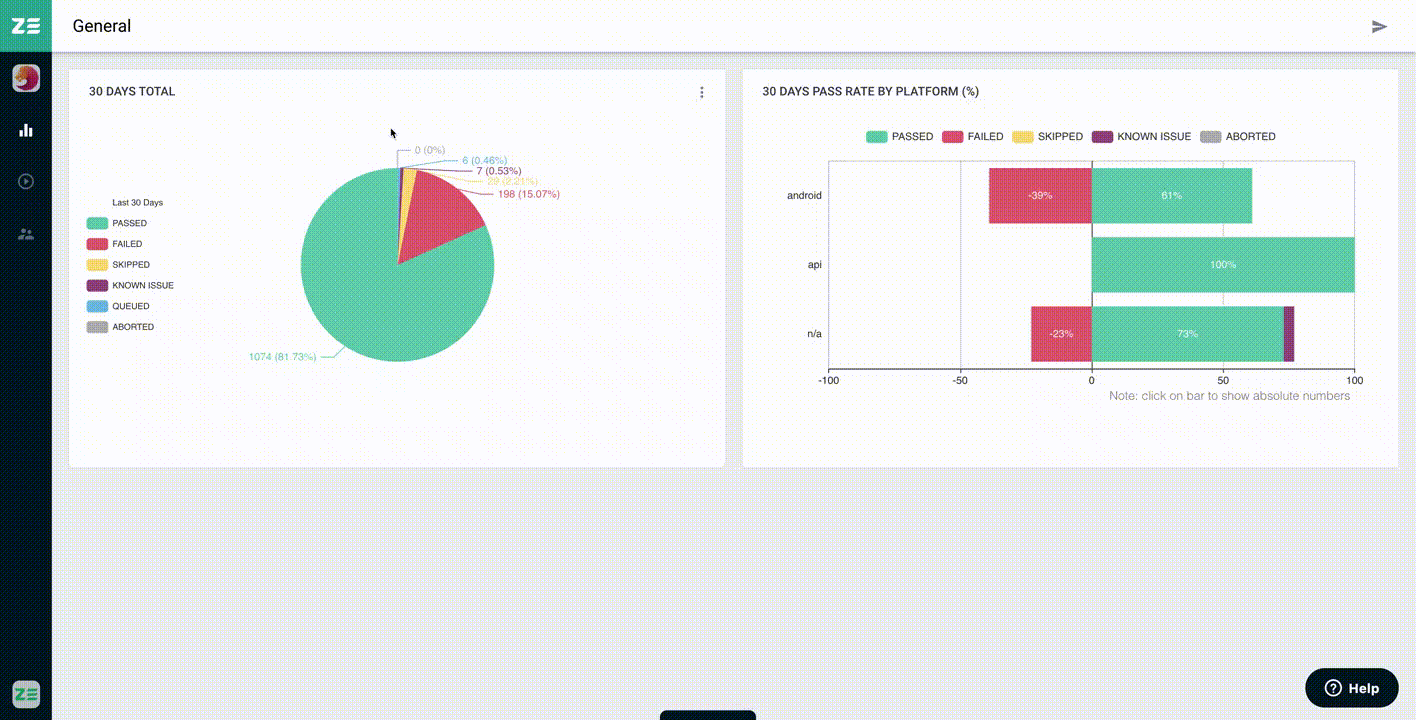 ZE
General
30 DAYS TOTAL
Last 30 Days
PASSED
FAILED
SKIPPED
KNOWN ISSUE
QUEUED
ABORTED
0 (0%)
6 (0.46%)
7 (0.53%)
29 (2.21%)
198 (15.07%)
1074 (81.73%)
30 DAYS PASS RATE BY PLATFORM (%)
PASSED FAILED SKIPPED KNOWN ISSUE ABORTED
android -39% 61%
api 100%
n/a -23% 73%
-100 -50 0 50 100
Note: click on bar to show absolute numbers
ZE
Help